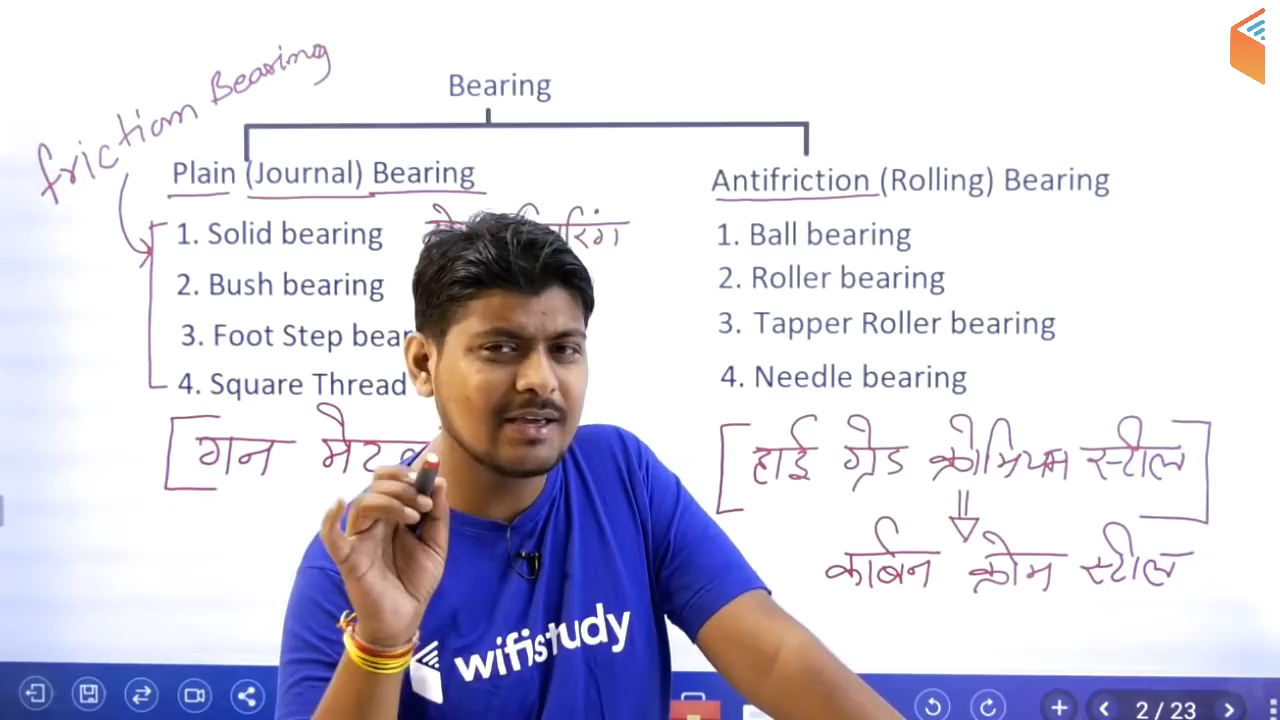 friction Bearing
Bearing
Plain (Journal) Bearing
1. Solid bearing
2. Bush bearing
3. Foot Step bear
4. Square Thread
गन मेटल
Antifriction (Rolling) Bearing
1. Ball bearing
2. Roller bearing
3. Tapper Roller bearing
4. Needle bearing
हाई ग्रेड क्रोमियम स्टील
कार्बन क्रोम स्टील
wifistudy
2 / 23